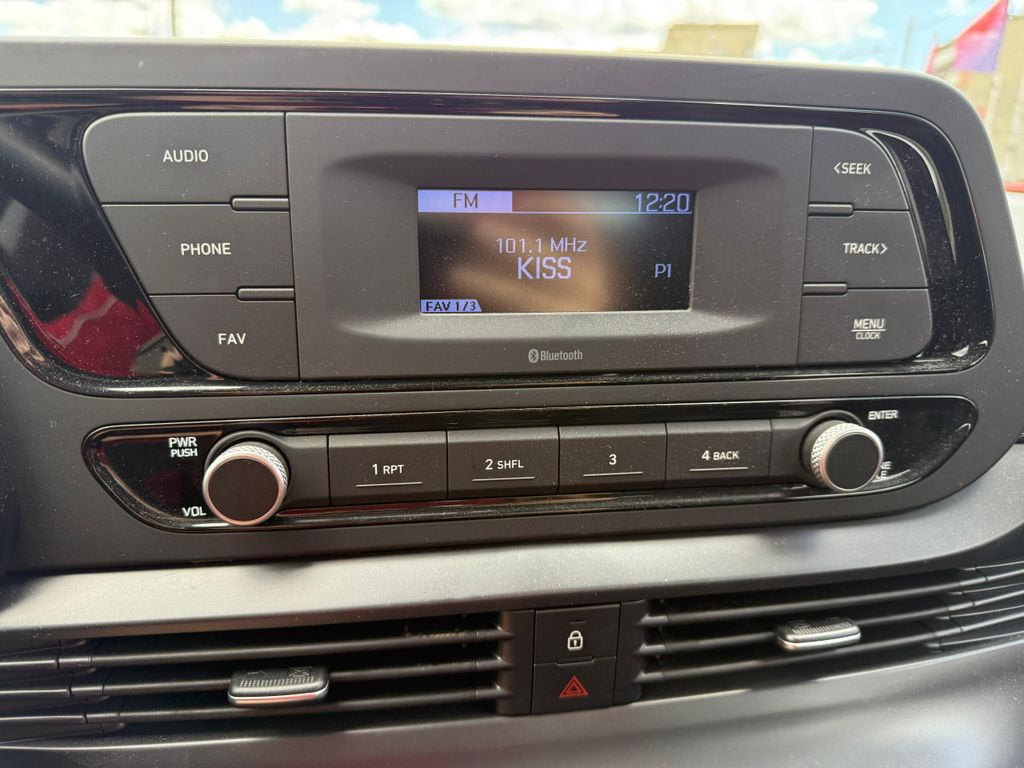 AUDIO
PHONE
FAV
FM 12:20
101.1 MHz
KISS P1
FAV 1/3
Bluetooth
<SEEK
TRACK>
MENU
CLOCK
PWR
PUSH
VOL
1 RPT
2 SHFL
3
4 BACK
ENTER